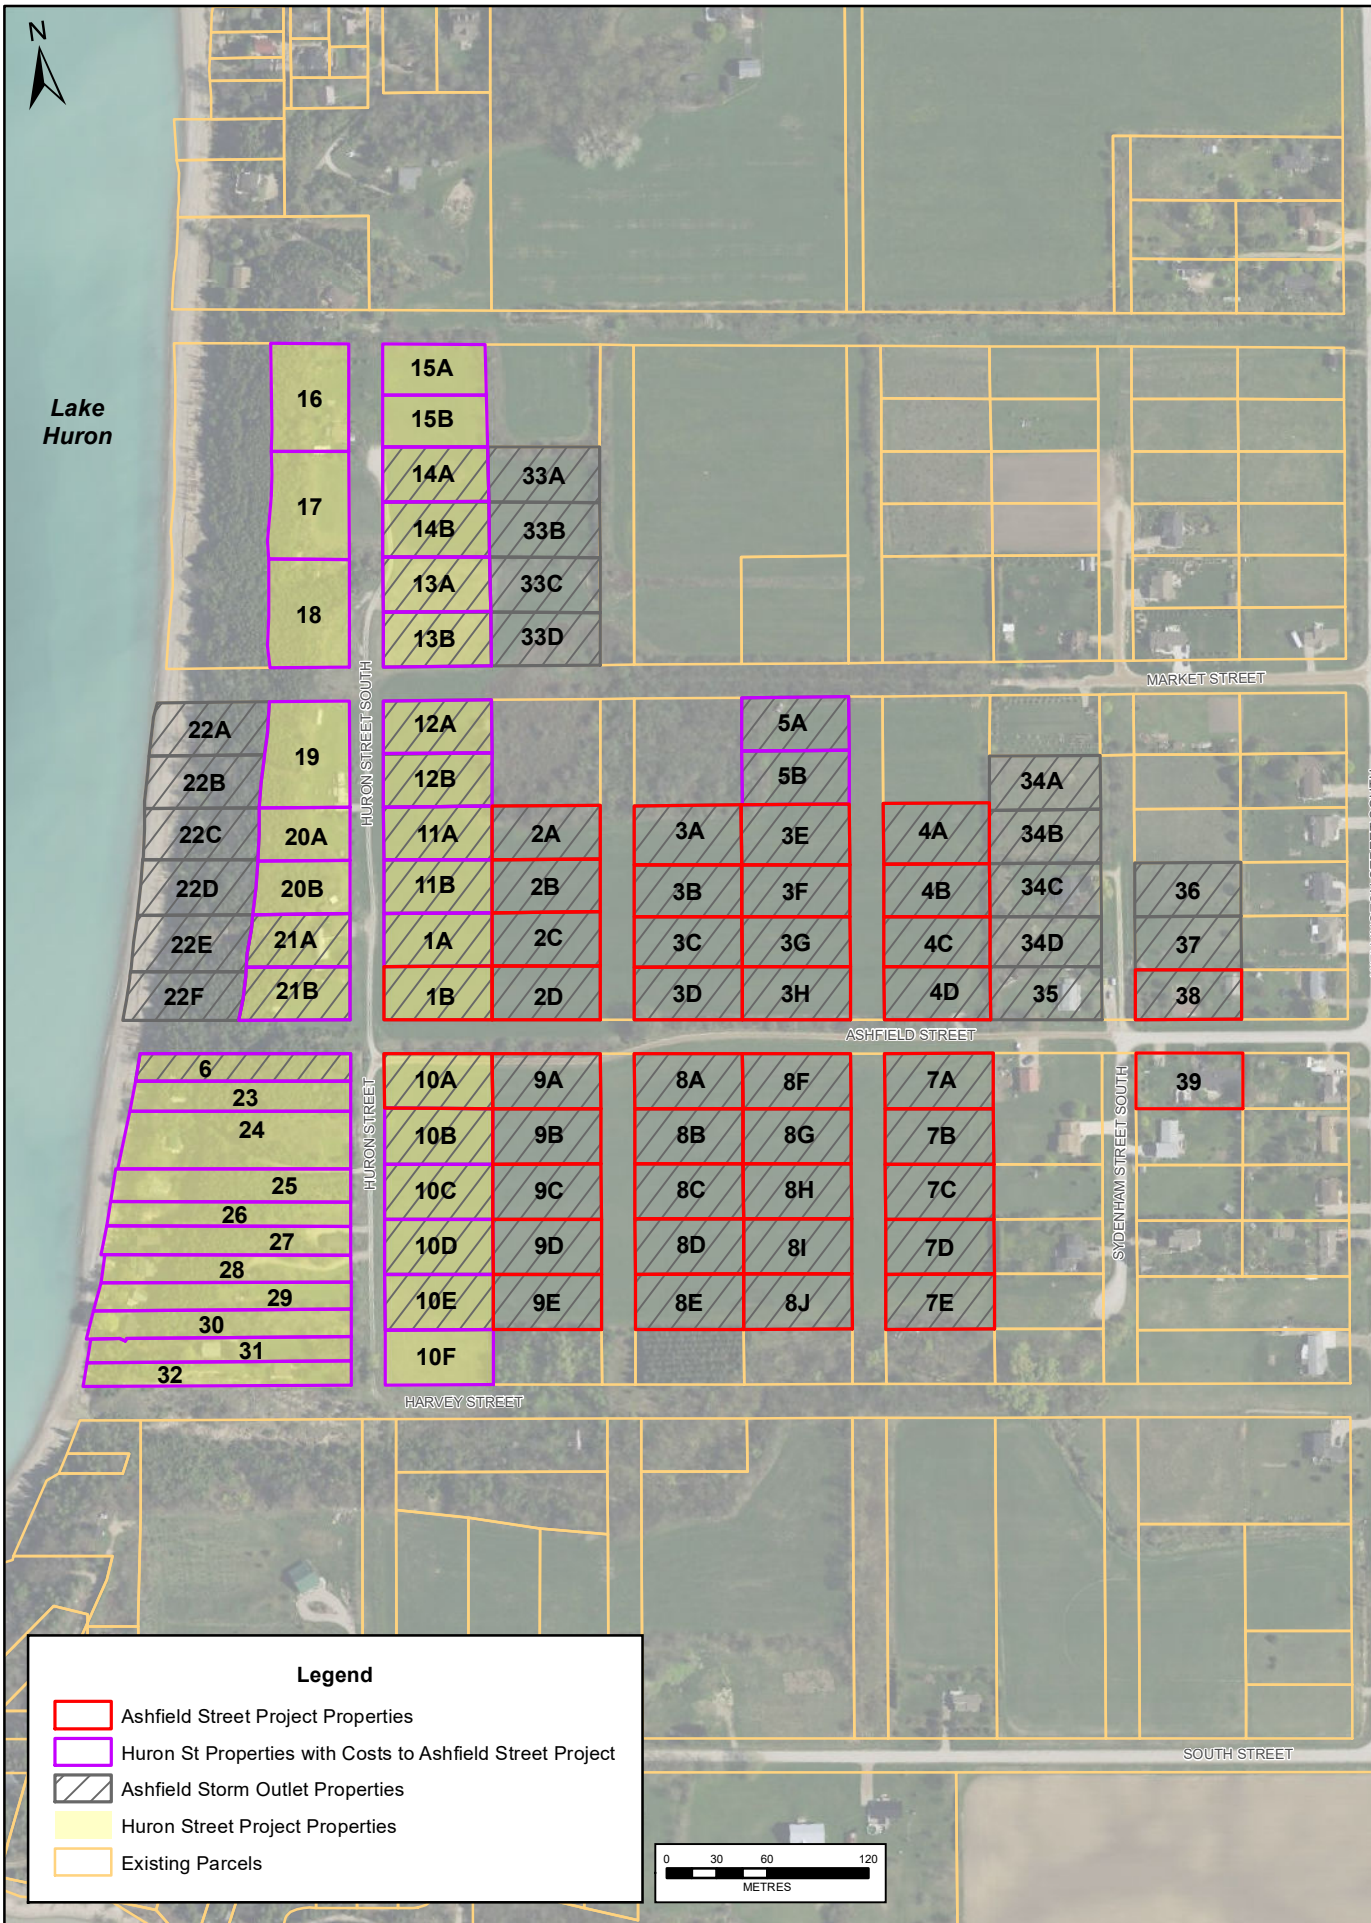 N
Lake
Huron
15A
16
15B
14A
33A
17
14B
33B
13A
33C
18
13B
33D
HURON STREET SOUTH
MARKET STREET
22A
12A
5A
19
22B
12B
5B
34A
22C
20A
11A
2A
3A
3E
4A
34B
22D
20B
11B
2B
3B
3F
4B
34C
36
22E
21A
1A
2C
3C
3G
4C
34D
37
22F
21B
1B
2D
3D
3H
4D
35
38
ASHFIELD STREET
6
10A
9A
8A
8F
7A
39
23
24
HURON STREET
10B
9B
8B
8G
7B
SYDENHAM STREET SOUTH
25
10C
9C
8C
8H
7C
26
27
10D
9D
8D
8I
7D
28
29
10E
9E
8E
8J
7E
30
31
10F
32
HARVEY STREET
SOUTH STREET
Legend
Ashfield Street Project Properties
Huron St Properties with Costs to Ashfield Street Project
Ashfield Storm Outlet Properties
Huron Street Project Properties
Existing Parcels
0 30 60 120
METRES